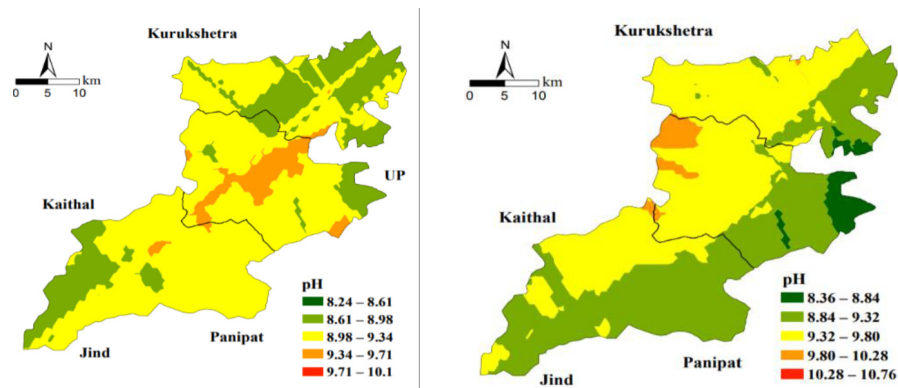 Kurukshetra
N
km
0 5 10
UP
Kaithal
pH
8.24 – 8.61
8.61 – 8.98
8.98 – 9.34
9.34 – 9.71
9.71 – 10.1
Panipat
Jind
Kurukshetra
N
km
0 5 10
Kaithal
pH
8.36 – 8.84
8.84 – 9.32
9.32 – 9.80
9.80 – 10.28
10.28 – 10.76
Panipat
Jind